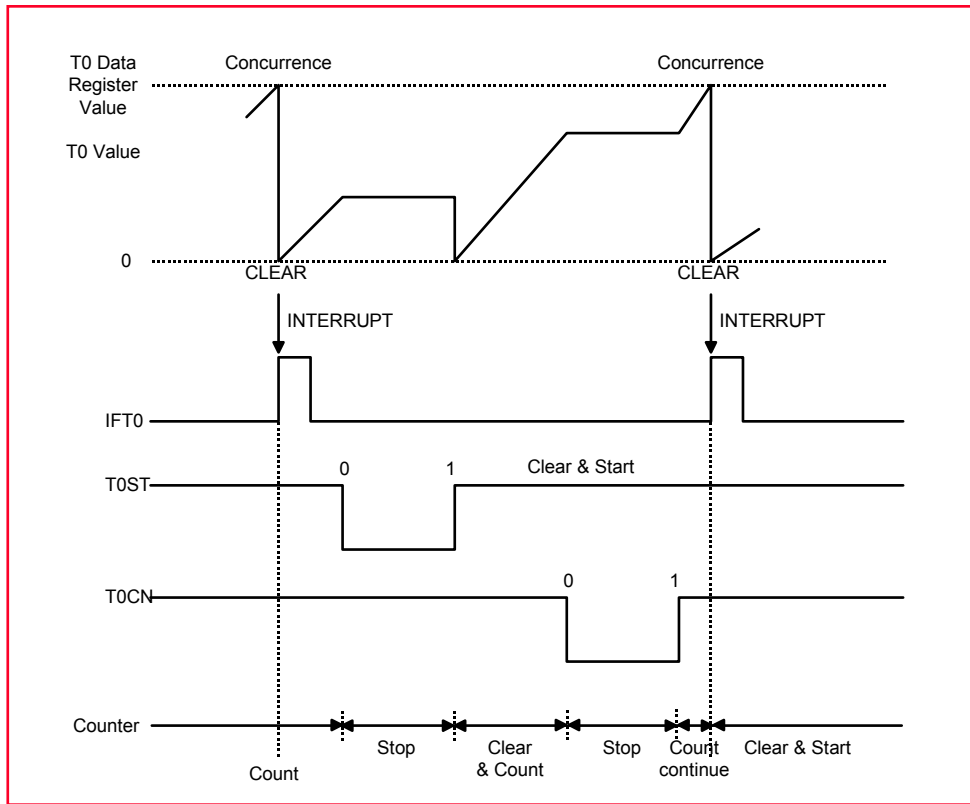 T0 Data
Register
Value
Concurrence
Concurrence
T0 Value
0
CLEAR
CLEAR
INTERRUPT
INTERRUPT
IFT0
0
1
Clear & Start
T0ST
0
1
T0CN
Counter
Stop
Clear
& Count
Stop
Count
continue
Clear & Start
Count